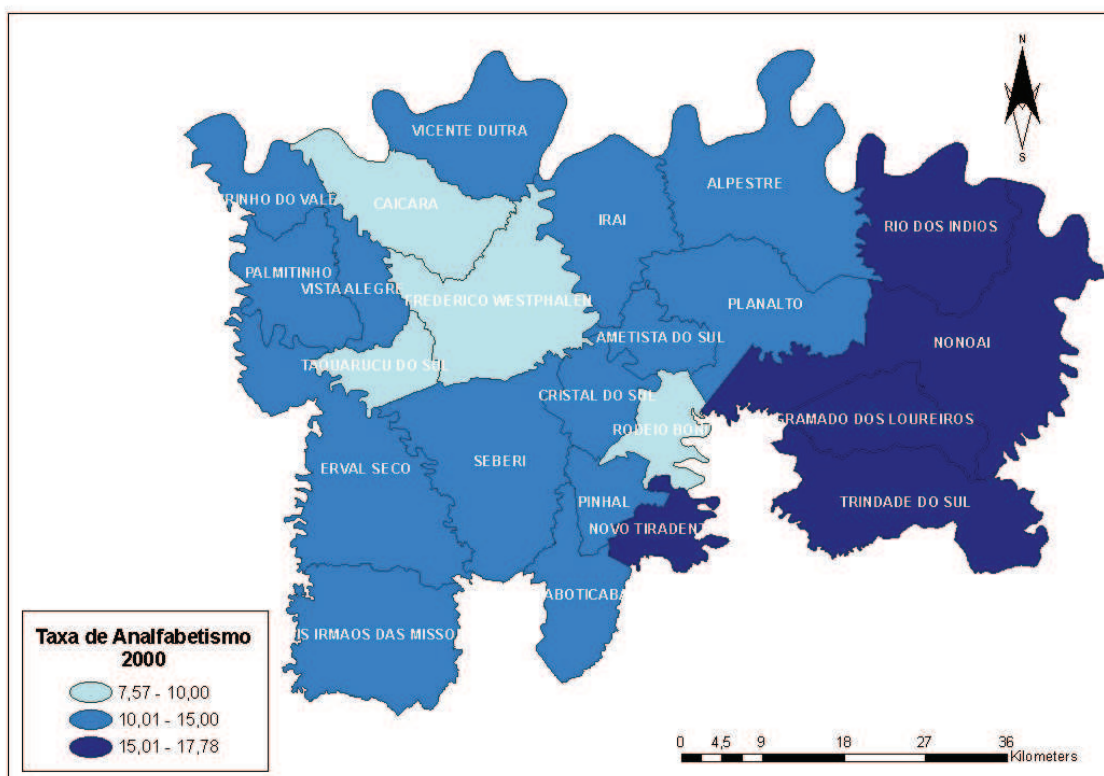 N
S
VICENTE DUTRA
ALPESTRE
RINHO DO VALE
CAICARA
IRAI
RIO DOS INDIOS
PALMITINHO
VISTA ALEGRE
FREDERICO WESTPHALEN
PLANALTO
AMETISTA DO SUL
NONOAI
TAQUARUCU DO SUL
CRISTAL DO SUL
GRAMADO DOS LOUREIROS
RODEIO BONI
SEBERI
ERVAL SECO
PINHAL
TRINDADE DO SUL
NOVO TIRADENT
ABOTICABA
IS IRMAOS DAS MISSO
Taxa de Analfabetismo
2000
7,57 - 10,00
10,01 - 15,00
15,01 - 17,78
0 4,5 9 18 27 36
Kilometers